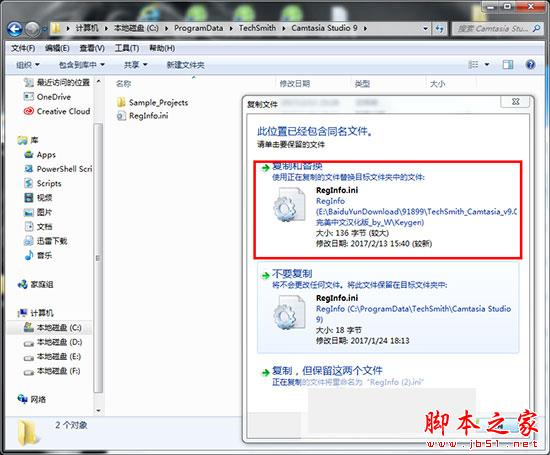 计算机 ▸ 本地磁盘 (C:) ▸ ProgramData ▸ TechSmith ▸ Camtasia Studio 9 ▸
搜索 Camtasia Studio 9
文件(F) 编辑(E) 查看(V) 工具(T) 帮助(H)
组织 包含到库中 共享 新建文件夹
最近访问的位置
OneDrive
Creative Cloud
库
Apps
PowerShell Scri
Scripts
视频
图片
文档
迅雷下载
音乐
家庭组
计算机
本地磁盘 (C:)
本地磁盘 (D:)
本地磁盘 (E:)
本地磁盘 (F:)
网络
名称 修改日期 类型 大小
Sample_Projects
RegInfo.ini
复制文件
此位置已经包含同名文件。
请单击要保留的文件
复制和替换
使用正在复制的文件替换目标文件夹中的文件:
RegInfo.ini
RegInfo
(E:\BaiduYunDownload\91899\TechSmith_Camtasia_v9.0
完美中文汉化版_by_W\Keygen)
大小: 136 字节 (较大)
修改日期: 2017/2/13 15:40 (较新)
不要复制
将不会更改任何文件。将此文件保留在目标文件夹中:
RegInfo.ini
RegInfo (C:\ProgramData\TechSmith\Camtasia Studio
9)
大小: 18 字节
修改日期: 2017/1/24 18:13
复制，但保留这两个文件
正在复制的文件将重命名为 "RegInfo (2).ini"
2 个对象
脚本之家
www.jb51.net